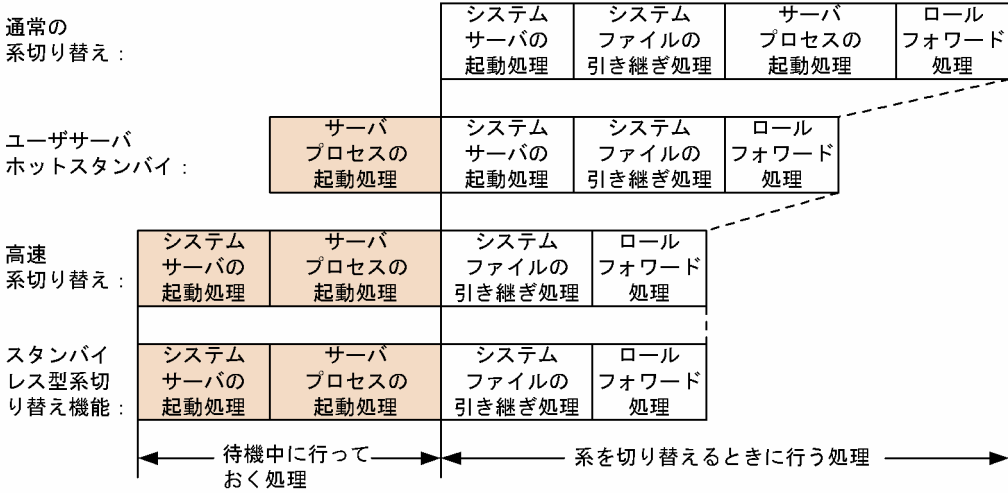 通常の
系切り替え：
システム
サーバの
起動処理
システム
ファイルの
引き継ぎ処理
サーバ
プロセスの
起動処理
ロール
フォワード
処理
ユーザサーバ
ホットスタンバイ：
サーバ
プロセスの
起動処理
システム
サーバの
起動処理
システム
ファイルの
引き継ぎ処理
ロール
フォワード
処理
高速
系切り替え：
システム
サーバの
起動処理
サーバ
プロセスの
起動処理
システム
ファイルの
引き継ぎ処理
ロール
フォワード
処理
スタンバイ
レス型系切
り替え機能：
システム
サーバの
起動処理
サーバ
プロセスの
起動処理
システム
ファイルの
引き継ぎ処理
ロール
フォワード
処理
待機中に行って
おく処理
系を切り替えるときに行う処理